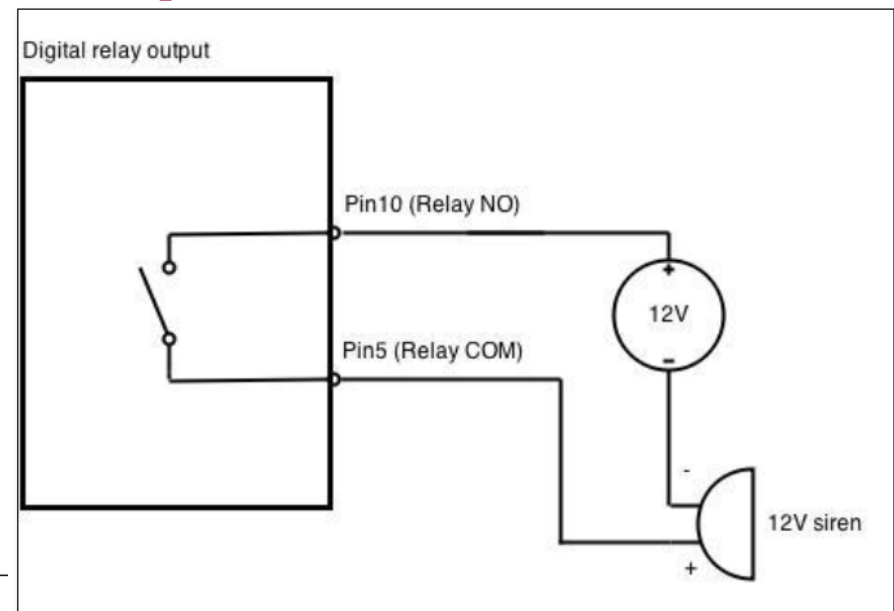 Digital relay output
Pin10 (Relay NO)
+
12V
-
Pin5 (Relay COM)
-
12V siren
+